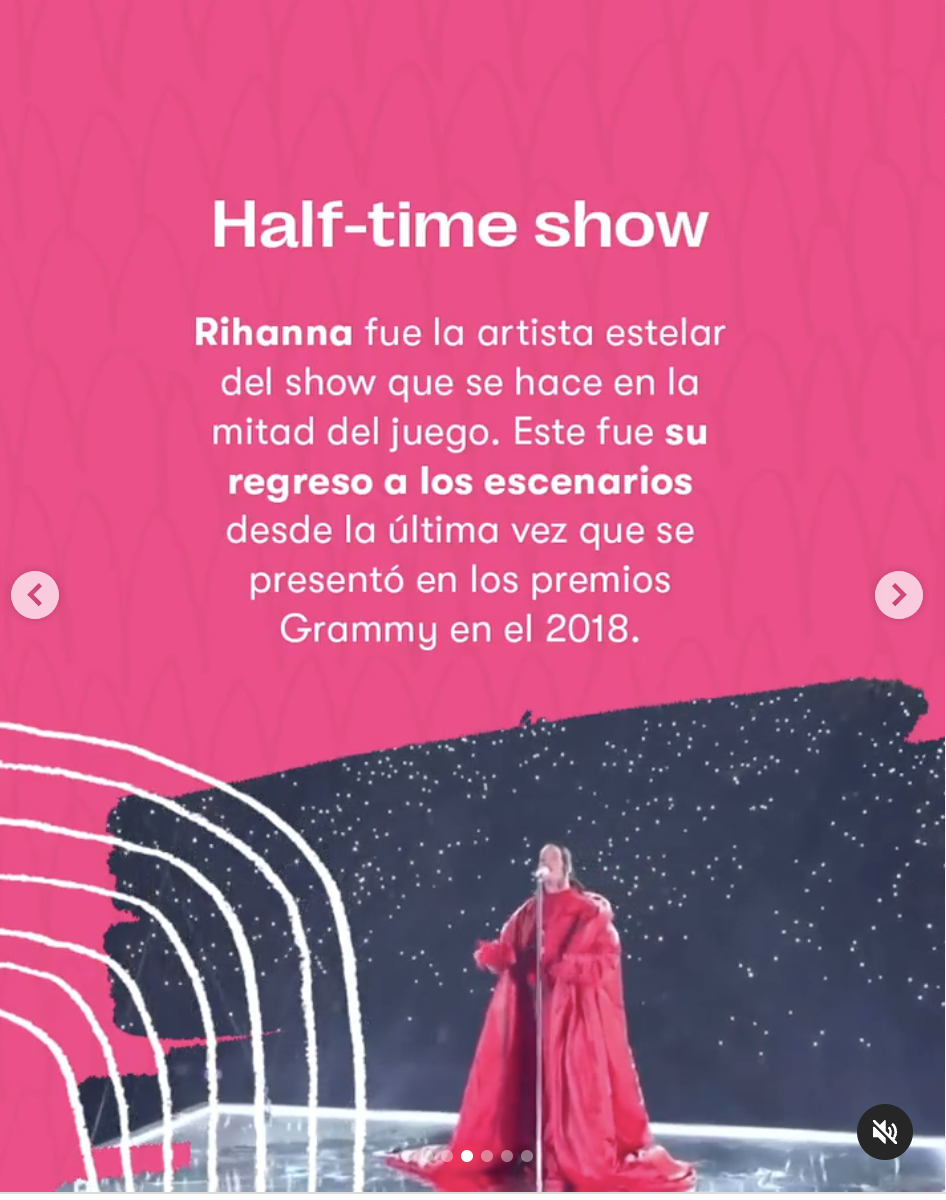 Half-time show
Rihanna fue la artista estelar
del show que se hace en la
mitad del juego. Este fue su
regreso a los escenarios
desde la última vez que se
presentó en los premios
Grammy en el 2018.